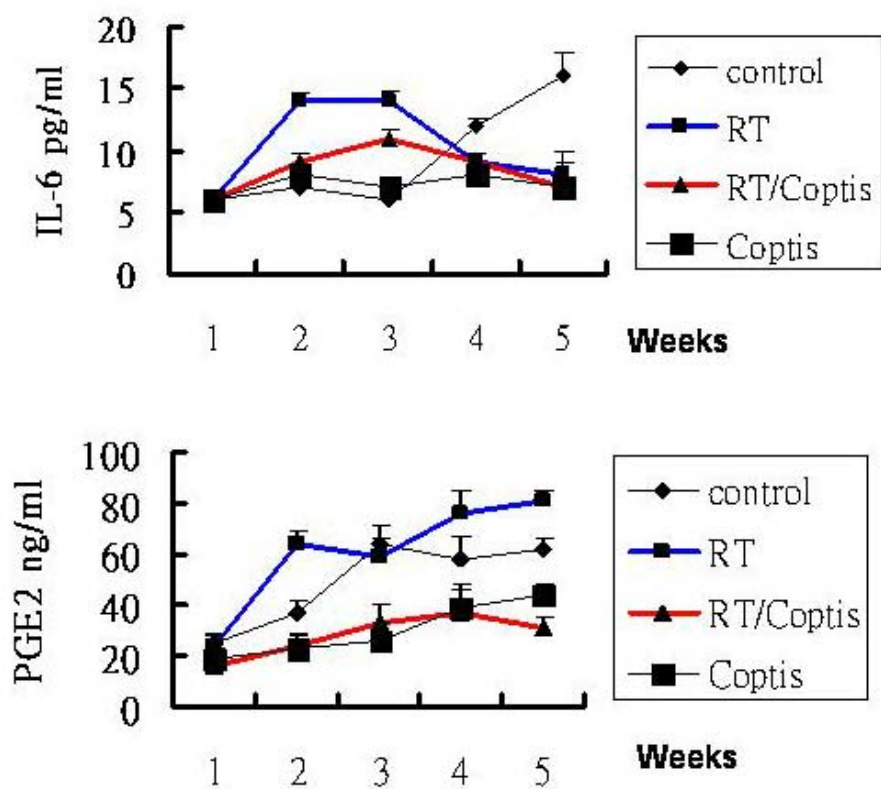 20
15
10
5
0
IL-6 pg/ml
1 2 3 4 5 Weeks
control
RT
RT/Coptis
Coptis
100
80
60
40
20
0
PGE2 ng/ml
1 2 3 4 5 Weeks
control
RT
RT/Coptis
Coptis